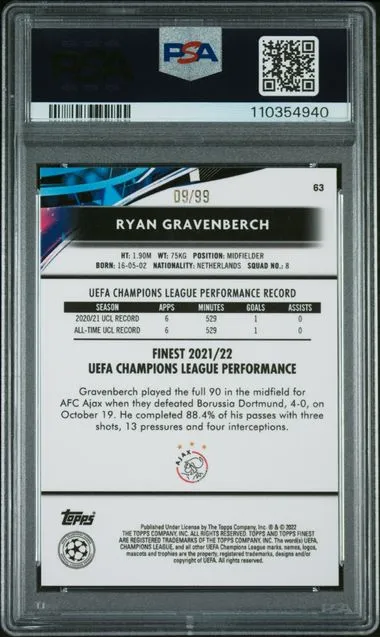 PSA
110354940
63
09/99
RYAN GRAVENBERCH
HT: 1.90M WT: 75KG POSITION: MIDFIELDER
BORN: 16-05-02 NATIONALITY: NETHERLANDS SQUAD NO.: 8
UEFA CHAMPIONS LEAGUE PERFORMANCE RECORD
SEASON APPS MINUTES GOALS ASSISTS
2020/21 UCL RECORD 6 529 1 0
ALL-TIME UCL RECORD 6 529 1 0
FINEST 2021/22
UEFA CHAMPIONS LEAGUE PERFORMANCE
Gravenberch played the full 90 in the midfield for
AFC Ajax when they defeated Borussia Dortmund, 4-0, on
October 19. He completed 88.4% of his passes with three
shots, 13 pressures and four interceptions.
AJAX
Topps
Published Under License by The Topps Company, Inc. ® & © 2022
The Topps Company, Inc. ALL RIGHTS RESERVED. TOPPS AND TOPPS FINEST
ARE REGISTERED TRADEMARKS OF THE TOPPS COMPANY, INC. The word(s) UEFA,
CHAMPIONS LEAGUE, and all other UEFA Champions League marks, names, logos,
mascots and trophies are the property, registered trademarks, designs and/or
copyright of UEFA. All rights reserved.
CHAMPIONS
LEAGUE
PSA